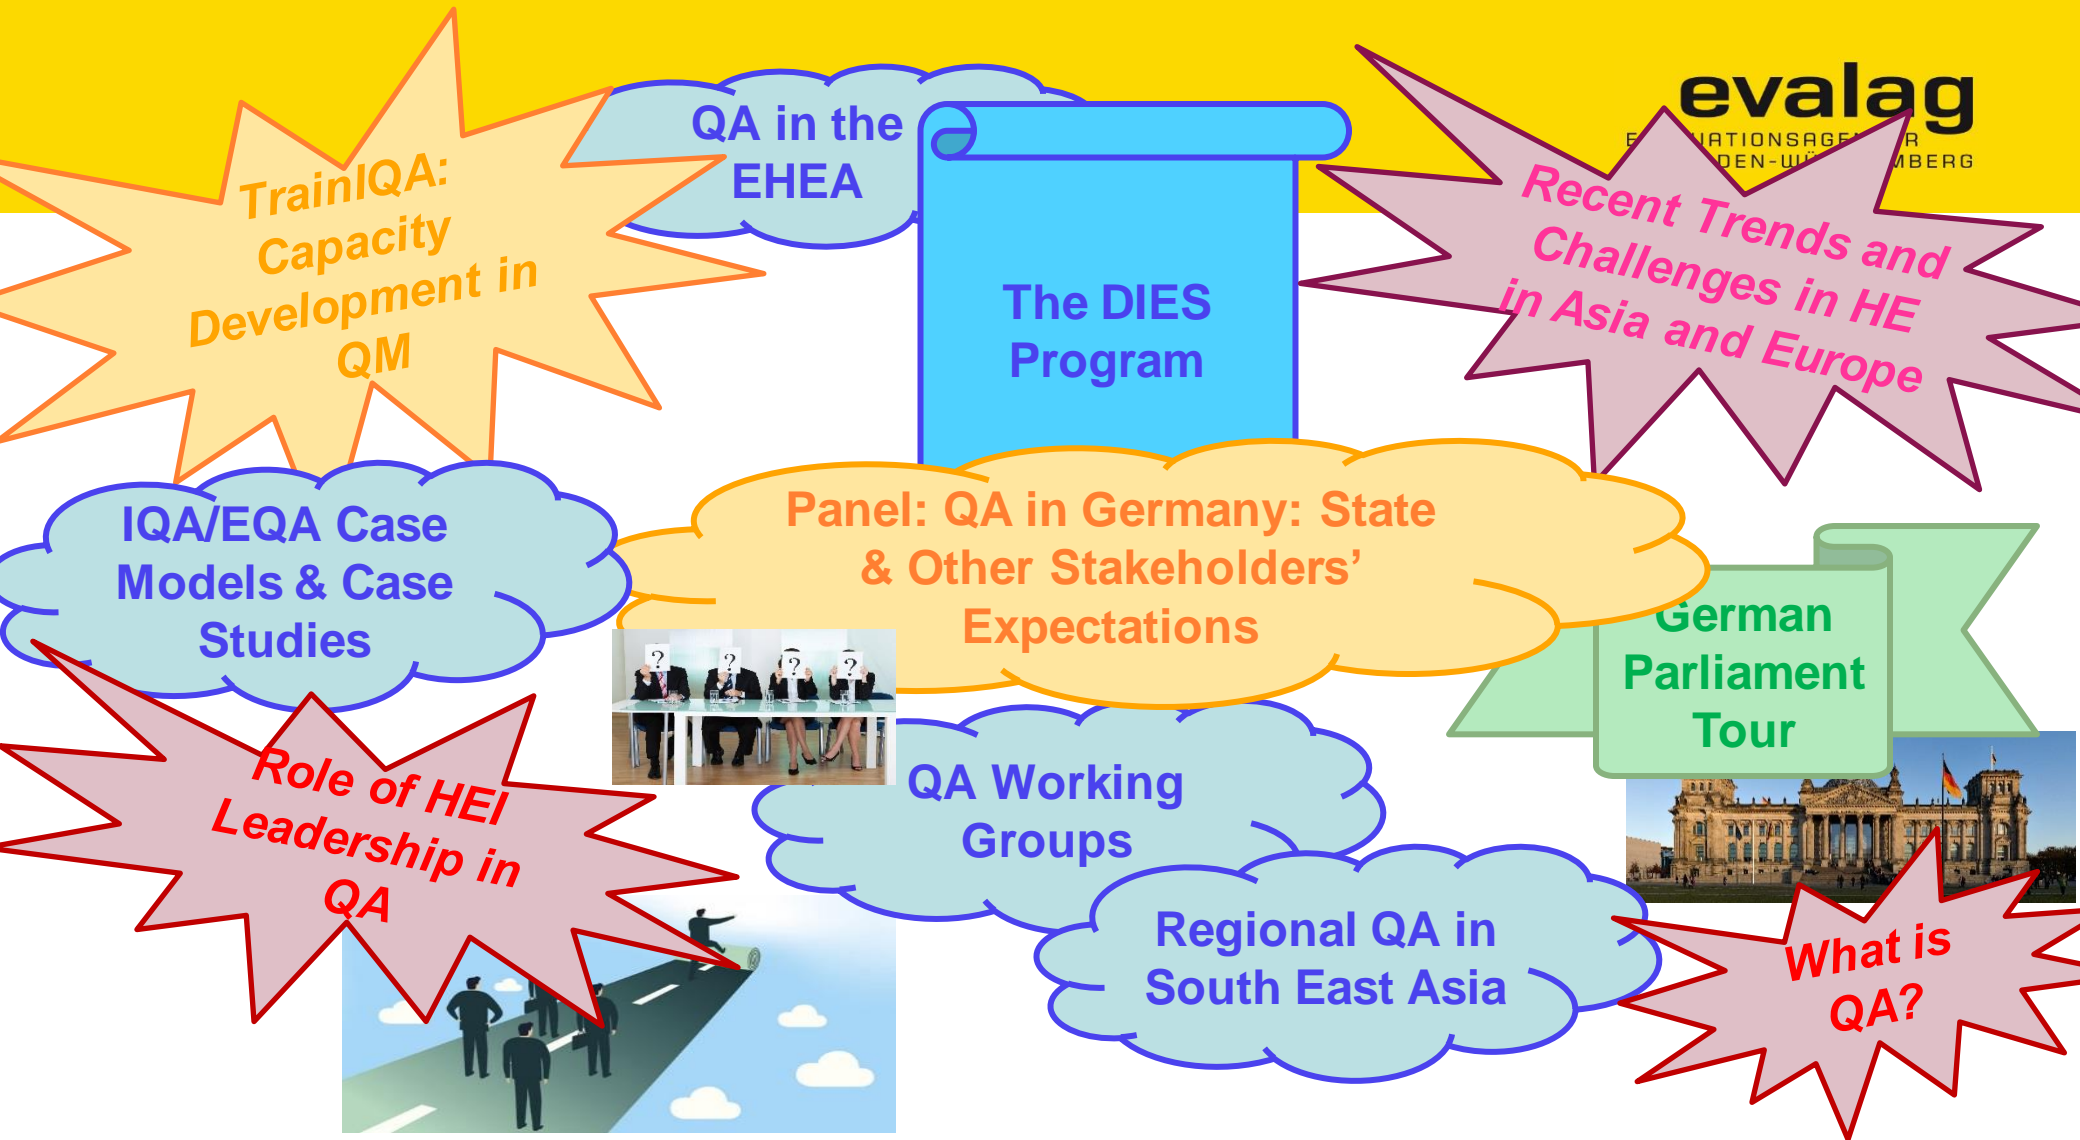 evalag
TrainIQA:
Capacity
Development in
QM
QA in the
EHEA
The DIES
Program
Recent Trends and
Challenges in HE
in Asia and Europe
IQA/EQA Case
Models & Case
Studies
Panel: QA in Germany: State
& Other Stakeholders’
Expectations
German
Parliament
Tour
? ? ? ?
Role of HEI
Leadership in
QA
QA Working
Groups
Regional QA in
South East Asia
What is
QA?